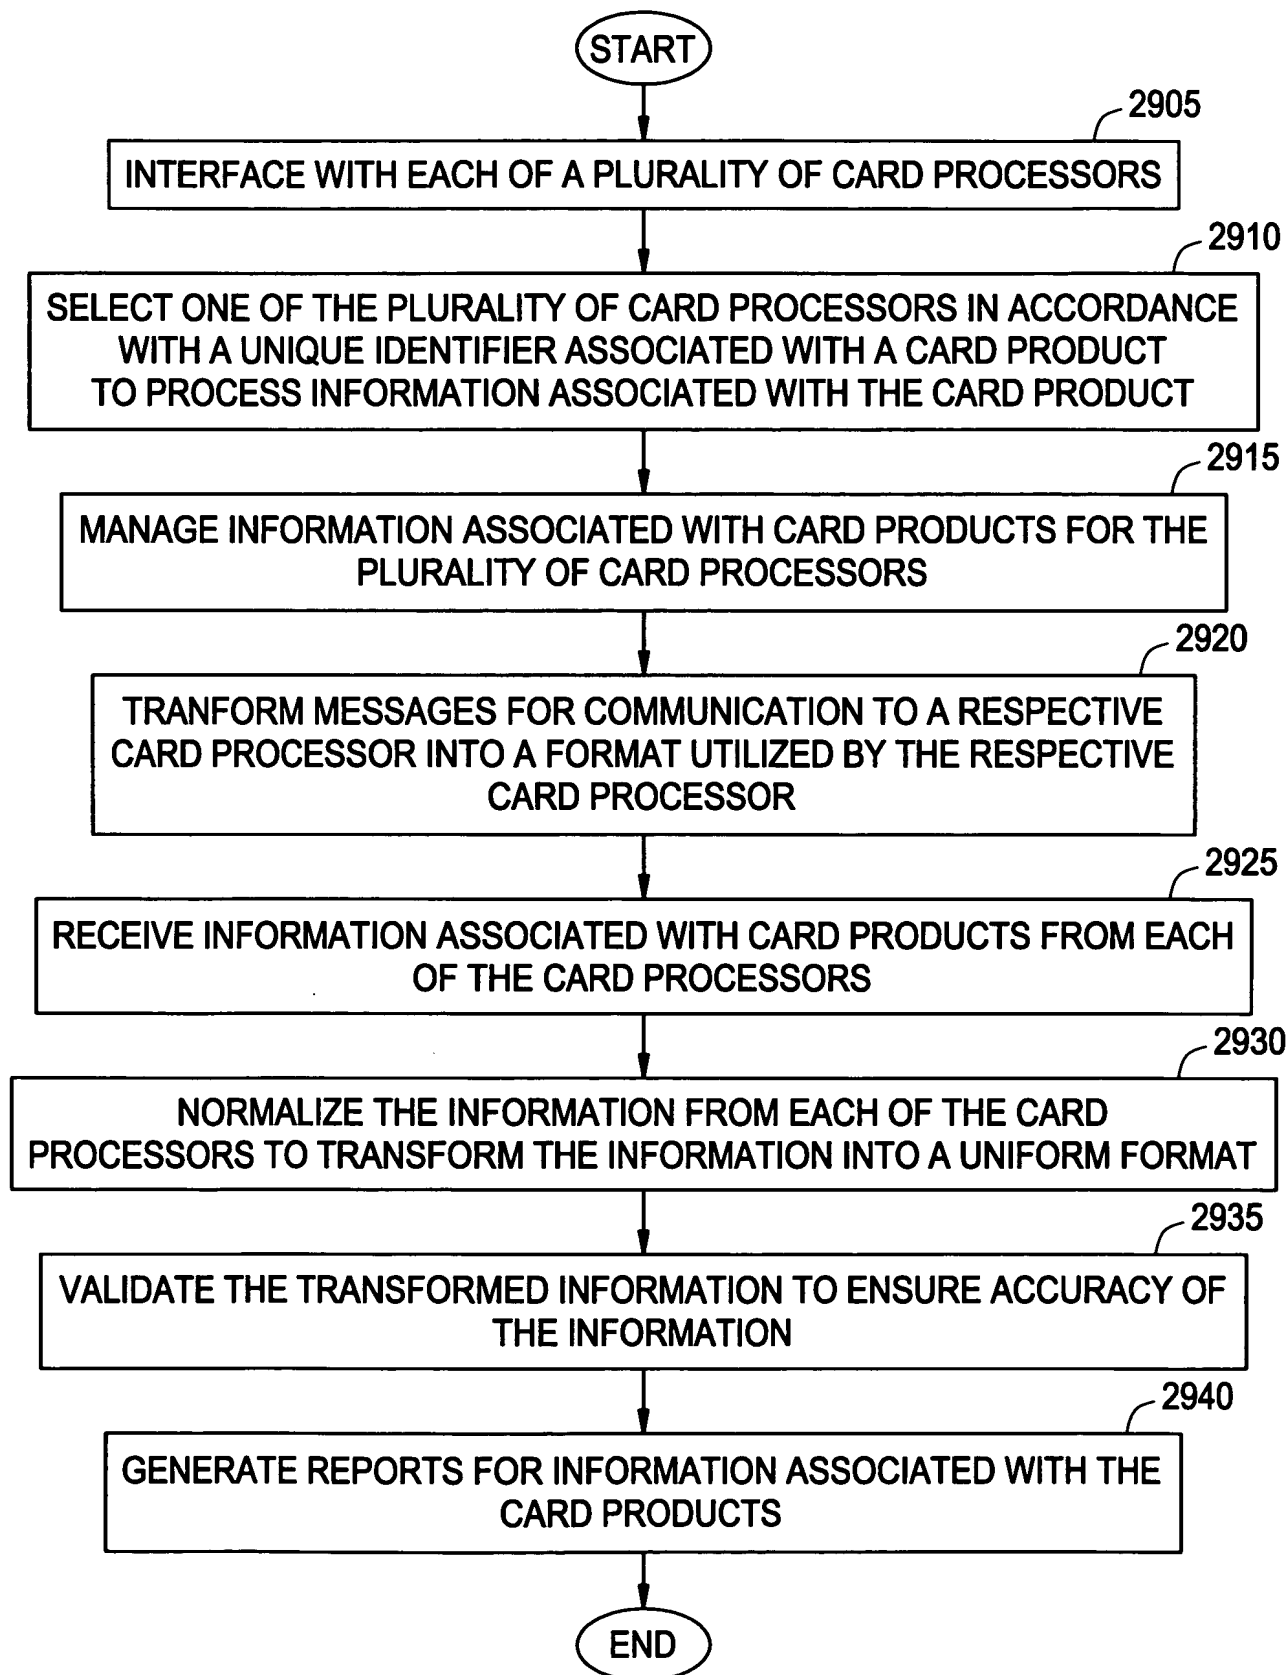 START
2905
INTERFACE WITH EACH OF A PLURALITY OF CARD PROCESSORS
2910
SELECT ONE OF THE PLURALITY OF CARD PROCESSORS IN ACCORDANCE
WITH A UNIQUE IDENTIFIER ASSOCIATED WITH A CARD PRODUCT
TO PROCESS INFORMATION ASSOCIATED WITH THE CARD PRODUCT
2915
MANAGE INFORMATION ASSOCIATED WITH CARD PRODUCTS FOR THE
PLURALITY OF CARD PROCESSORS
2920
TRANFORM MESSAGES FOR COMMUNICATION TO A RESPECTIVE
CARD PROCESSOR INTO A FORMAT UTILIZED BY THE RESPECTIVE
CARD PROCESSOR
2925
RECEIVE INFORMATION ASSOCIATED WITH CARD PRODUCTS FROM EACH
OF THE CARD PROCESSORS
2930
NORMALIZE THE INFORMATION FROM EACH OF THE CARD
PROCESSORS TO TRANSFORM THE INFORMATION INTO A UNIFORM FORMAT
2935
VALIDATE THE TRANSFORMED INFORMATION TO ENSURE ACCURACY OF
THE INFORMATION
2940
GENERATE REPORTS FOR INFORMATION ASSOCIATED WITH THE
CARD PRODUCTS
END